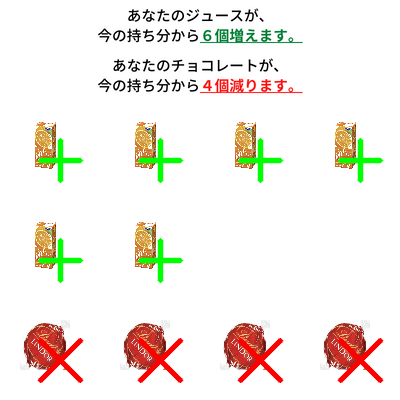 あなたのジュースが、
今の持ち分から６個増えます。
あなたのチョコレートが、
今の持ち分から４個減ります。
LINDOR
LINDOR
LINDOR
LINDOR